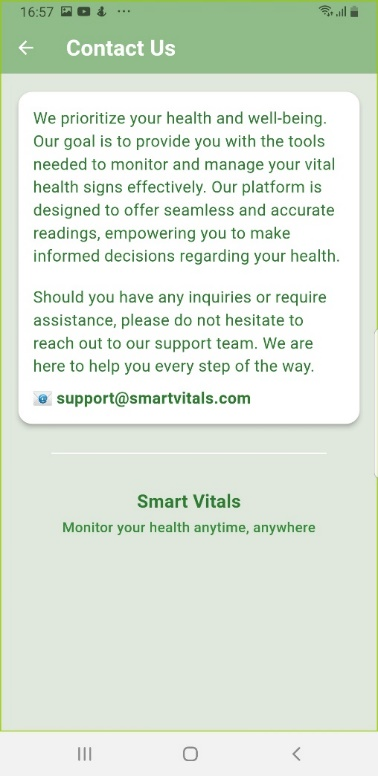 16:57
Contact Us
We prioritize your health and well-being.
Our goal is to provide you with the tools
needed to monitor and manage your vital
health signs effectively. Our platform is
designed to offer seamless and accurate
readings, empowering you to make
informed decisions regarding your health.
Should you have any inquiries or require
assistance, please do not hesitate to
reach out to our support team. We are
here to help you every step of the way.
support@smartvitals.com
Smart Vitals
Monitor your health anytime, anywhere